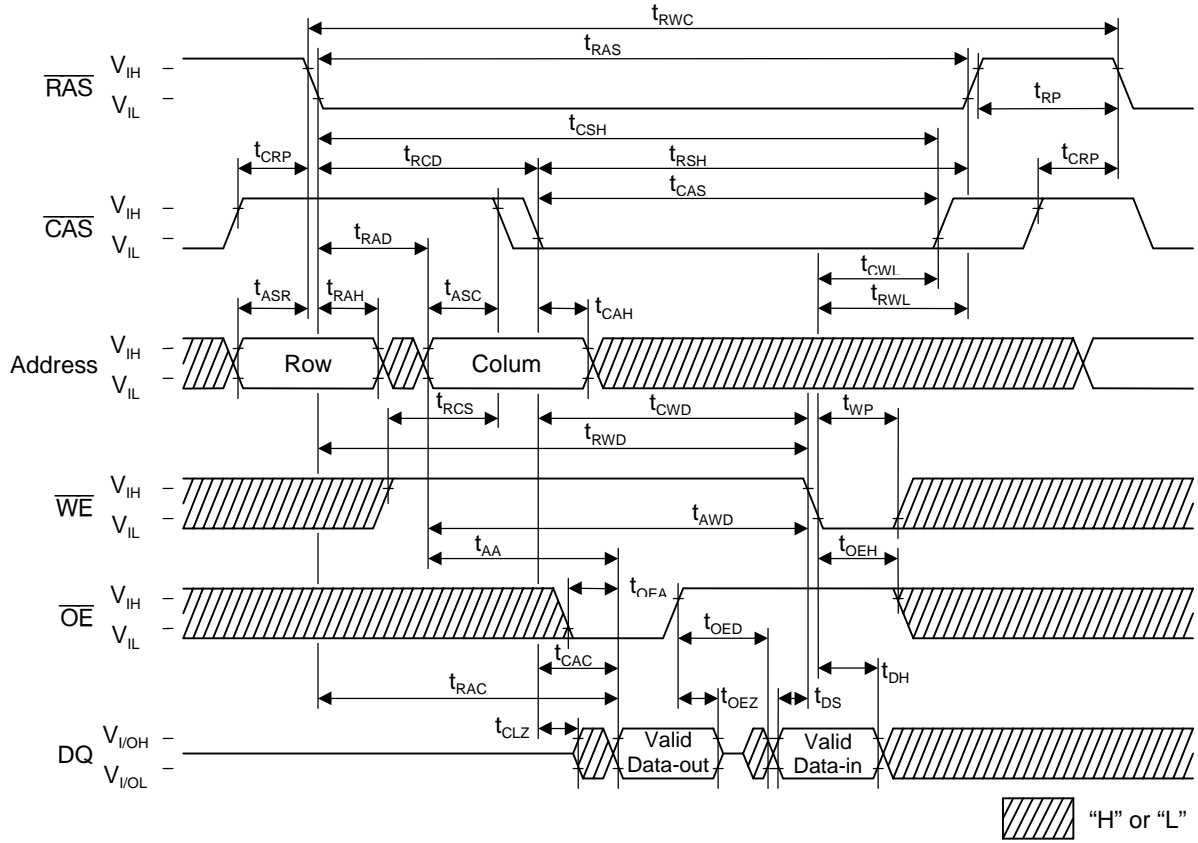 tRWC
tRAS
RAS VIH
VIL
tRP
tCSH
tCRP tRCD tRSH tCRP
tCAS
CAS VIH
VIL
tRAD
tCWL
tASR tRAH tASC tCAH tRWL
Address VIH
VIL
Row Colum
tRCS tCWD tWP
tRWD
WE VIH
VIL
tAWD
tAA tOEH
tOEA
OE VIH
VIL
tOED
tCAC
tRAC tOEZ tDS tDH
tCLZ
DQ VI/OH
VI/OL
Valid
Data-out
Valid
Data-in
“H” or “L”